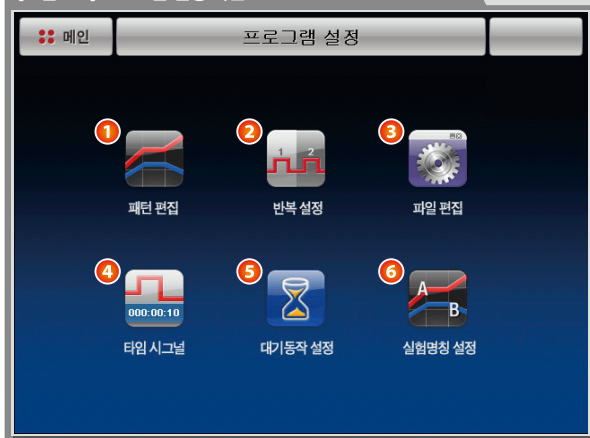 메인
프로그램 설정
1
2
3
1 2
패턴 편집
반복 설정
파일 편집
4
5
6
000:00:10
A
B
타임 시그널
대기동작 설정
실험명칭 설정